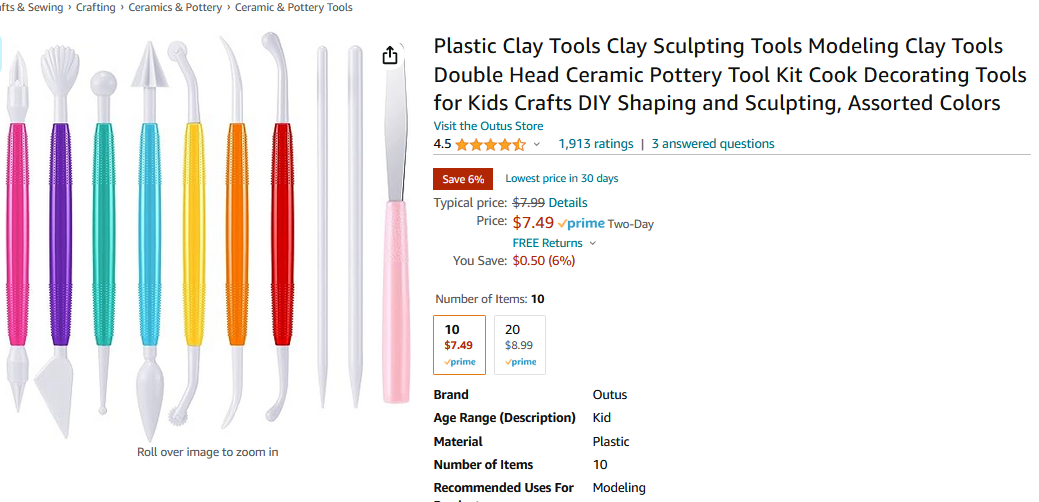 fts & Sewing › Crafting › Ceramics & Pottery › Ceramic & Pottery Tools
Plastic Clay Tools Clay Sculpting Tools Modeling Clay Tools
Double Head Ceramic Pottery Tool Kit Cook Decorating Tools
for Kids Crafts DIY Shaping and Sculpting, Assorted Colors
Visit the Outus Store
4.5 1,913 ratings | 3 answered questions
Save 6% Lowest price in 30 days
Typical price: $7.99 Details
Price: $7.49 prime Two-Day
FREE Returns
You Save: $0.50 (6%)
Number of Items: 10
10 20
$7.49 $8.99
prime prime
Brand Outus
Age Range (Description) Kid
Material Plastic
Number of Items 10
Recommended Uses For Modeling
Roll over image to zoom in